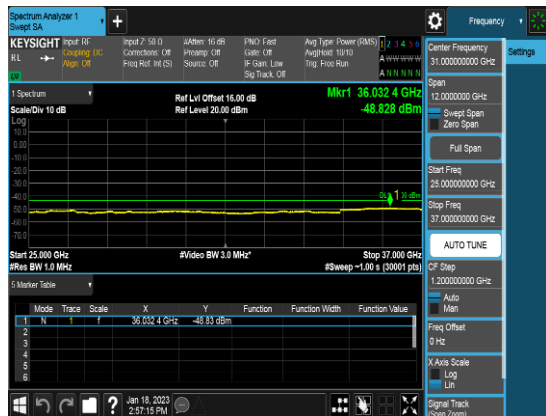 Spectrum Analyzer 1
Swept SA
Frequency
KEYSIGHT
RL
Input: RF
Coupling: DC
Align: Off
Input Z: 50 Ω
Corrections: Off
Freq Ref: Int (S)
#Atten: 16 dB
Preamp: Off
Source: Off
PNO: Fast
Gate: Off
IF Gain: Low
Sig Track: Off
Avg Type: Power (RMS)
Avg|Hold: 10/10
Trig: Free Run
1 2 3 4 5 6
A W W W W W
A N N N N N
1 Spectrum
Scale/Div 10 dB
Ref Lvl Offset 16.00 dB
Ref Level 20.00 dBm
Mkr1 36.032 4 GHz
-48.828 dBm
Log
10.0
0.00
-10.0
-20.0
-30.0
-40.0
-50.0
-60.0
-70.0
1
Start 25.000 GHz
#Res BW 1.0 MHz
#Video BW 3.0 MHz*
Stop 37.000 GHz
#Sweep ~1.00 s (30001 pts)
5 Marker Table
Mode Trace Scale X Y Function Function Width Function Value
1 N 1 f 36.032 4 GHz -48.83 dBm
2
3
4
5
6
Jan 18, 2023
2:57:15 PM
Center Frequency
31.000000000 GHz
Settings
Span
12.0000000 GHz
Swept Span
Zero Span
Full Span
Start Freq
25.000000000 GHz
Stop Freq
37.000000000 GHz
AUTO TUNE
CF Step
1.200000000 GHz
Auto
Man
Freq Offset
0 Hz
X Axis Scale
Log
Lin
Signal Track
(Span Zoom)